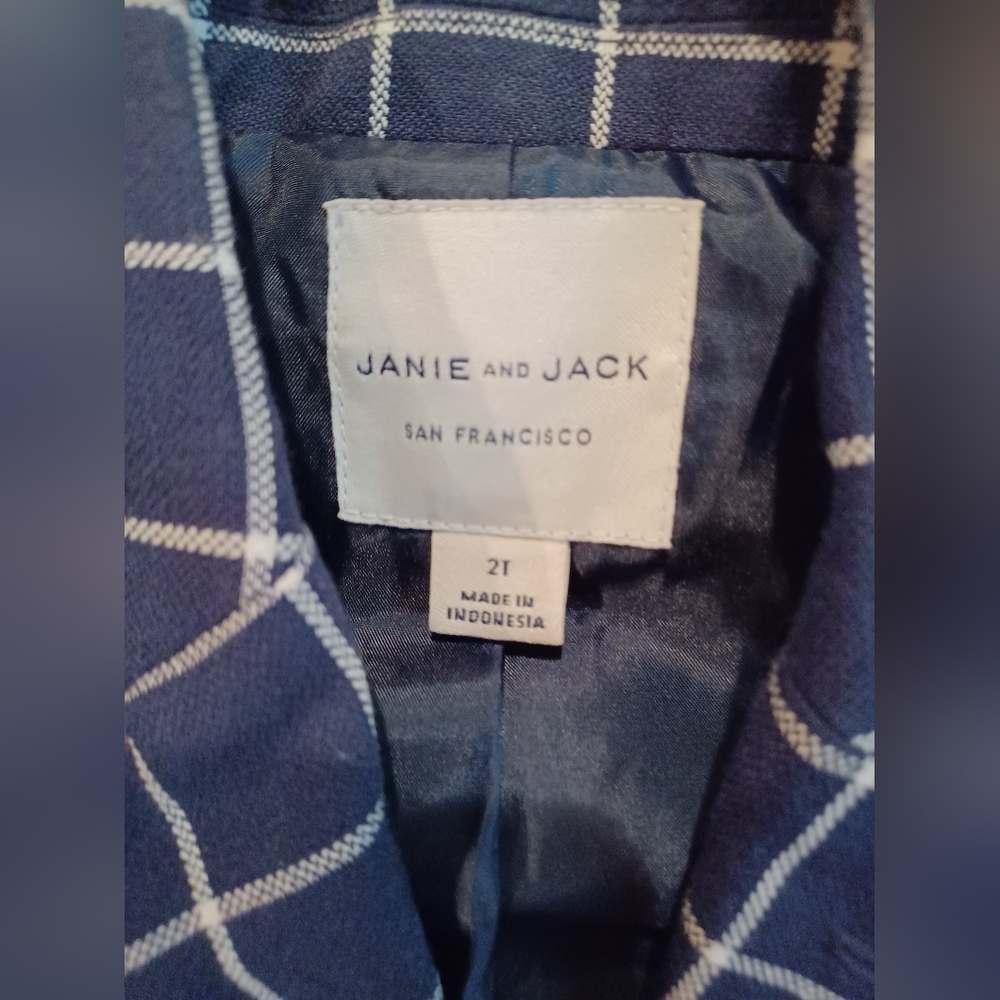 JANIE AND JACK
SAN FRANCISCO
2T
MADE IN
INDONESIA